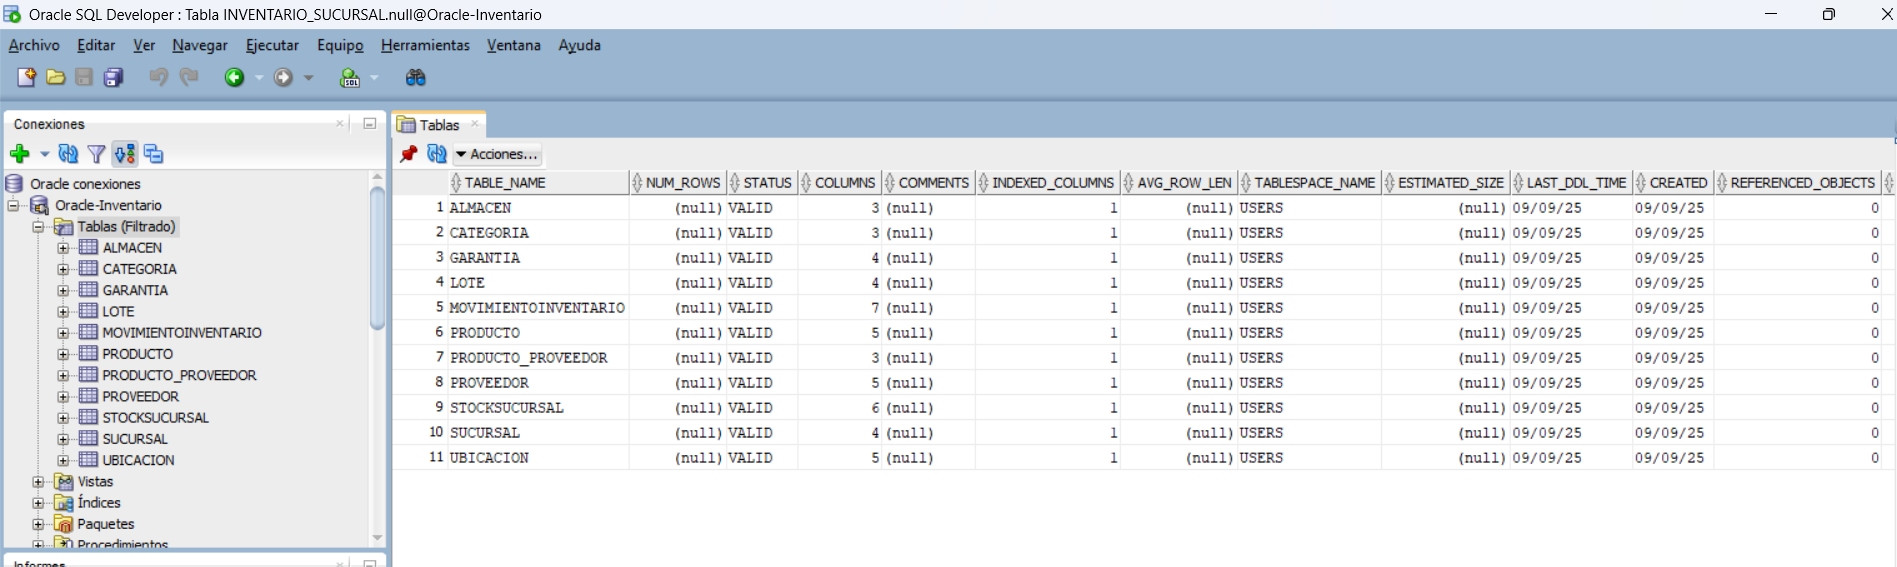 Oracle SQL Developer : Tabla INVENTARIO_SUCURSAL.null@Oracle-Inventario
Archivo Editar Ver Navegar Ejecutar Equipo Herramientas Ventana Ayuda
Conexiones
Oracle conexiones
Oracle-Inventario
Tablas (Filtrado)
ALMACEN
CATEGORIA
GARANTIA
LOTE
MOVIMIENTOINVENTARIO
PRODUCTO
PRODUCTO_PROVEEDOR
PROVEEDOR
STOCKSUCURSAL
SUCURSAL
UBICACION
Vistas
Índices
Paquetes
Procedimientos
Informes
Tablas
Acciones...
TABLE_NAME NUM_ROWS STATUS COLUMNS COMMENTS INDEXED_COLUMNS AVG_ROW_LEN TABLESPACE_NAME ESTIMATED_SIZE LAST_DDL_TIME CREATED REFERENCED_OBJECTS
1 ALMACEN (null) VALID 3 (null) 1 (null) USERS (null) 09/09/25 09/09/25 0
2 CATEGORIA (null) VALID 3 (null) 1 (null) USERS (null) 09/09/25 09/09/25 0
3 GARANTIA (null) VALID 4 (null) 1 (null) USERS (null) 09/09/25 09/09/25 0
4 LOTE (null) VALID 4 (null) 1 (null) USERS (null) 09/09/25 09/09/25 0
5 MOVIMIENTOINVENTARIO (null) VALID 7 (null) 1 (null) USERS (null) 09/09/25 09/09/25 0
6 PRODUCTO (null) VALID 5 (null) 1 (null) USERS (null) 09/09/25 09/09/25 0
7 PRODUCTO_PROVEEDOR (null) VALID 3 (null) 1 (null) USERS (null) 09/09/25 09/09/25 0
8 PROVEEDOR (null) VALID 5 (null) 1 (null) USERS (null) 09/09/25 09/09/25 0
9 STOCKSUCURSAL (null) VALID 6 (null) 1 (null) USERS (null) 09/09/25 09/09/25 0
10 SUCURSAL (null) VALID 4 (null) 1 (null) USERS (null) 09/09/25 09/09/25 0
11 UBICACION (null) VALID 5 (null) 1 (null) USERS (null) 09/09/25 09/09/25 0